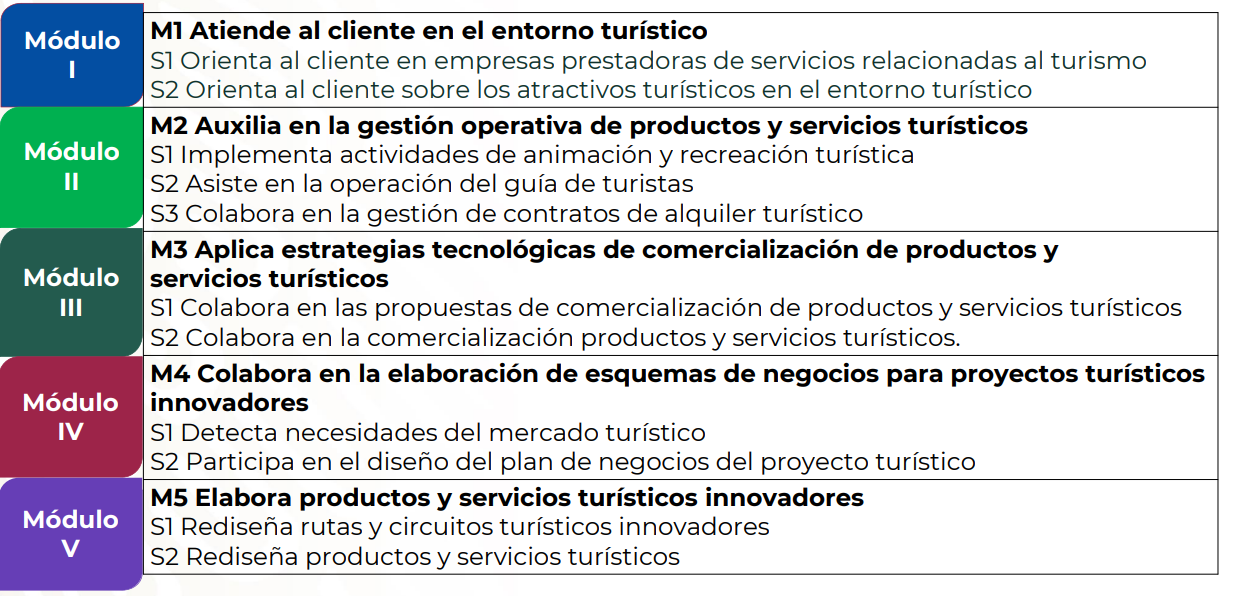 Módulo
I
M1 Atiende al cliente en el entorno turístico
S1 Orienta al cliente en empresas prestadoras de servicios relacionadas al turismo
S2 Orienta al cliente sobre los atractivos turísticos en el entorno turístico
Módulo
II
M2 Auxilia en la gestión operativa de productos y servicios turísticos
S1 Implementa actividades de animación y recreación turística
S2 Asiste en la operación del guía de turistas
S3 Colabora en la gestión de contratos de alquiler turístico
Módulo
III
M3 Aplica estrategias tecnológicas de comercialización de productos y
servicios turísticos
S1 Colabora en las propuestas de comercialización de productos y servicios turísticos
S2 Colabora en la comercialización productos y servicios turísticos.
Módulo
IV
M4 Colabora en la elaboración de esquemas de negocios para proyectos turísticos
innovadores
S1 Detecta necesidades del mercado turístico
S2 Participa en el diseño del plan de negocios del proyecto turístico
Módulo
V
M5 Elabora productos y servicios turísticos innovadores
S1 Rediseña rutas y circuitos turísticos innovadores
S2 Rediseña productos y servicios turísticos